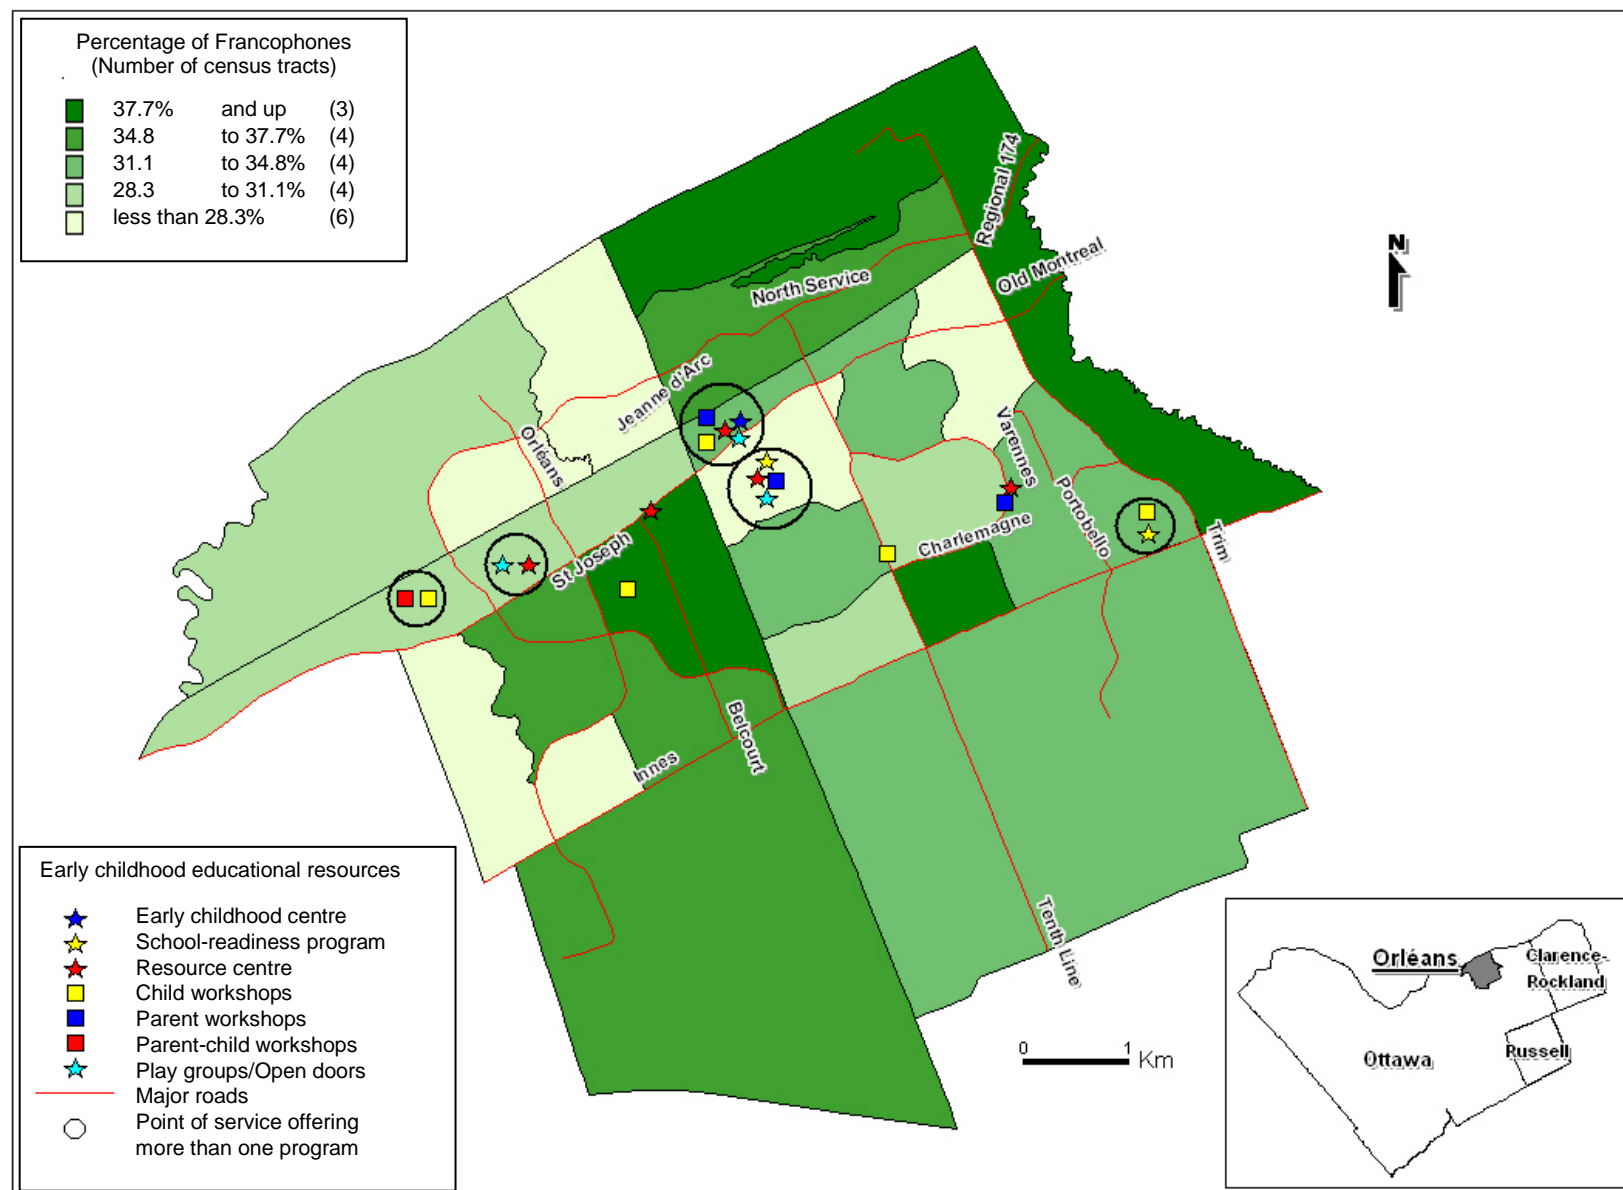 Percentage of Francophones
(Number of census tracts)
37.7% and up (3)
34.8 to 37.7% (4)
31.1 to 34.8% (4)
28.3 to 31.1% (4)
less than 28.3% (6)
Regional 174
N
Old Montreal
North Service
Jeanne d'Arc
Orléans
Varennes
Portobello
Trim
Charlemagne
St Joseph
Belcourt
Innes
Tenth Line
Early childhood educational resources
Early childhood centre
School-readiness program
Resource centre
Child workshops
Parent workshops
Parent-child workshops
Play groups/Open doors
Major roads
Point of service offering
more than one program
0 1 Km
Orléans
Clarence-
Rockland
Ottawa
Russell